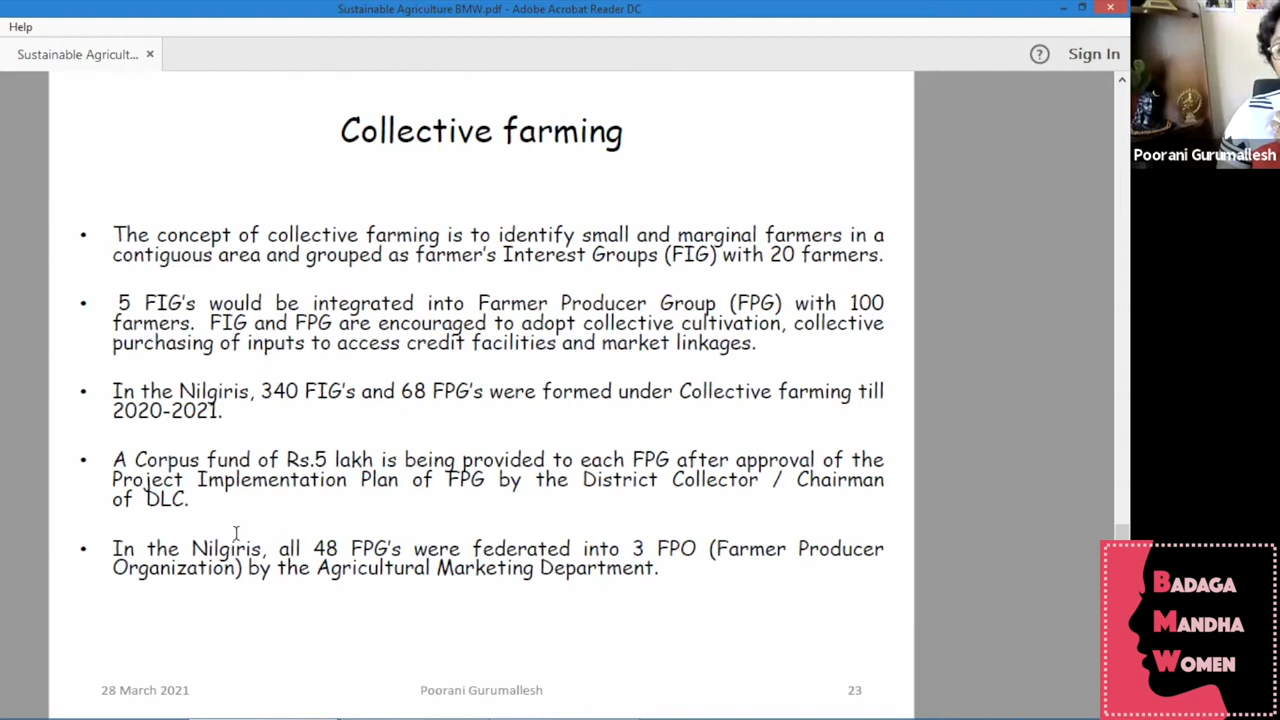 Sustainable Agriculture BMW.pdf - Adobe Acrobat Reader DC
Help
Sustainable Agricult...
Sign In
Collective farming
Poorani Gurumallesh
• The concept of collective farming is to identify small and marginal farmers in a
contiguous area and grouped as farmer's Interest Groups (FIG) with 20 farmers.
• 5 FIG's would be integrated into Farmer Producer Group (FPG) with 100
farmers. FIG and FPG are encouraged to adopt collective cultivation, collective
purchasing of inputs to access credit facilities and market linkages.
• In the Nilgiris, 340 FIG's and 68 FPG's were formed under Collective farming till
2020-2021.
• A Corpus fund of Rs.5 lakh is being provided to each FPG after approval of the
Project Implementation Plan of FPG by the District Collector / Chairman
of DLC.
• In the Nilgiris, all 48 FPG's were federated into 3 FPO (Farmer Producer
Organization) by the Agricultural Marketing Department.
28 March 2021
Poorani Gurumallesh
23
BADAGA
MANDHA
WOMEN